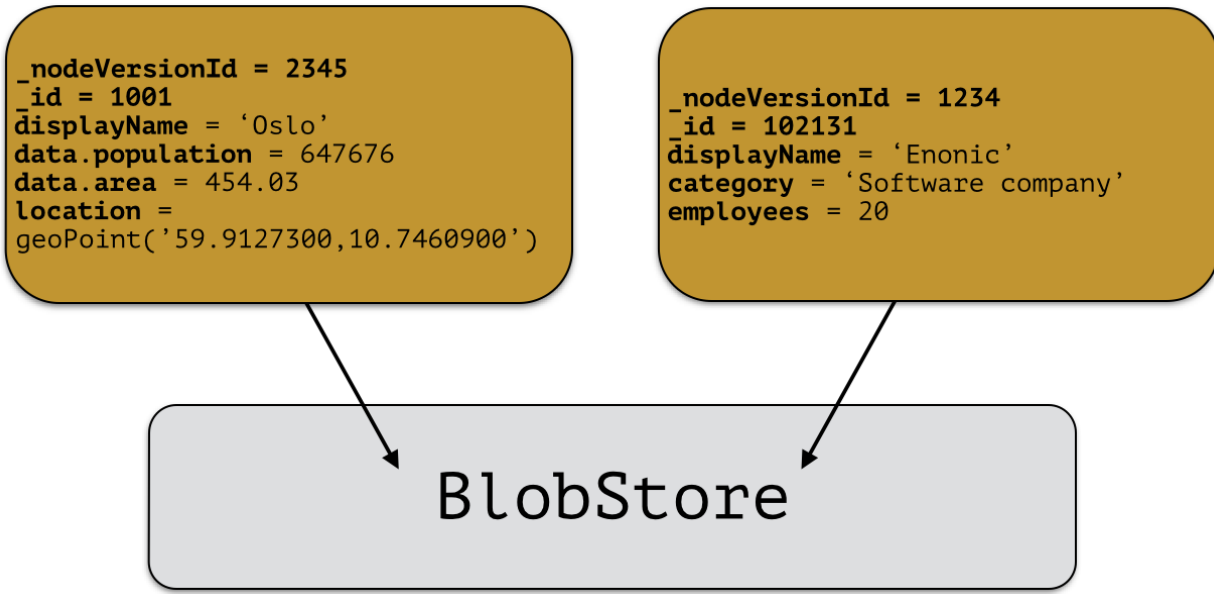 _nodeVersionId = 2345
_id = 1001
displayName = ‘Oslo’
data.population = 647676
data.area = 454.03
location =
geoPoint(’59.9127300,10.7460900’)
_nodeVersionId = 1234
_id = 102131
displayName = ‘Enonic’
category = ‘Software company’
employees = 20
BlobStore